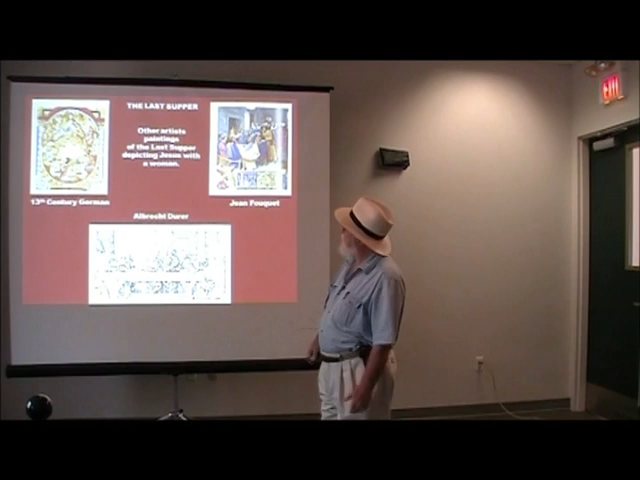 THE LAST SUPPER
Other artists
paintings
of the Last Supper
depicting Jesus with
a woman.
13th Century German
Jean Fouquet
Albrecht Durer
EXIT